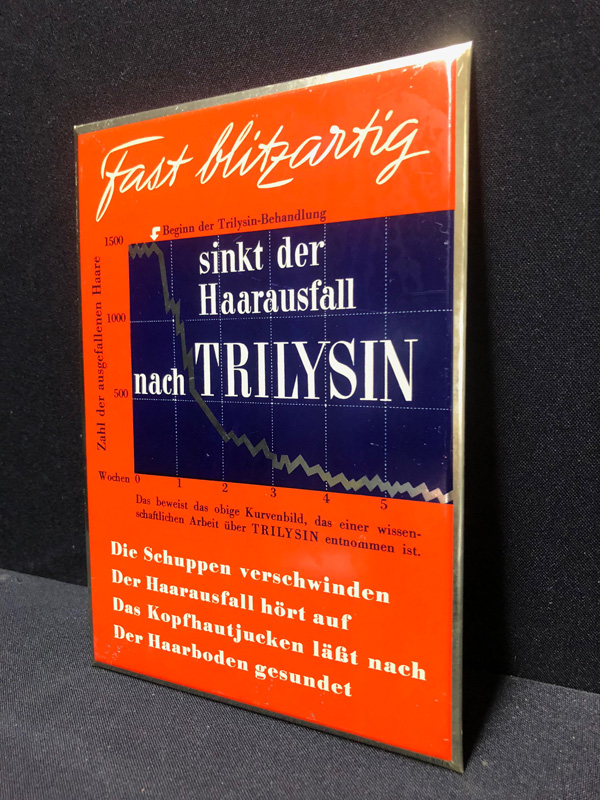 Fast blitzartig
Beginn der Trilysin-Behandlung
sinkt der
Haarausfall
nach TRILYSIN
Zahl der ausgefallenen Haare
1500
1000
500
Wochen 0 1 2 3 4 5
Das beweist das obige Kurvenbild, das einer wissen-
schaftlichen Arbeit über TRILYSIN entnommen ist.
Die Schuppen verschwinden
Der Haarausfall hört auf
Das Kopfhautjucken läßt nach
Der Haarboden gesundet